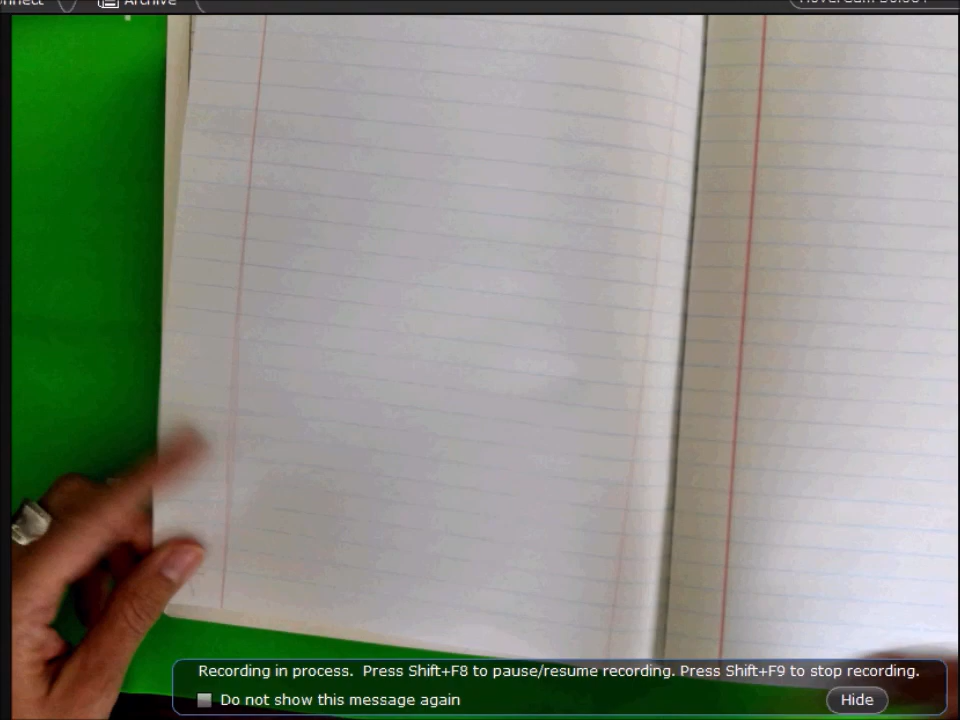 Archive
Recording in process. Press Shift+F8 to pause/resume recording. Press Shift+F9 to stop recording.
Do not show this message again
Hide